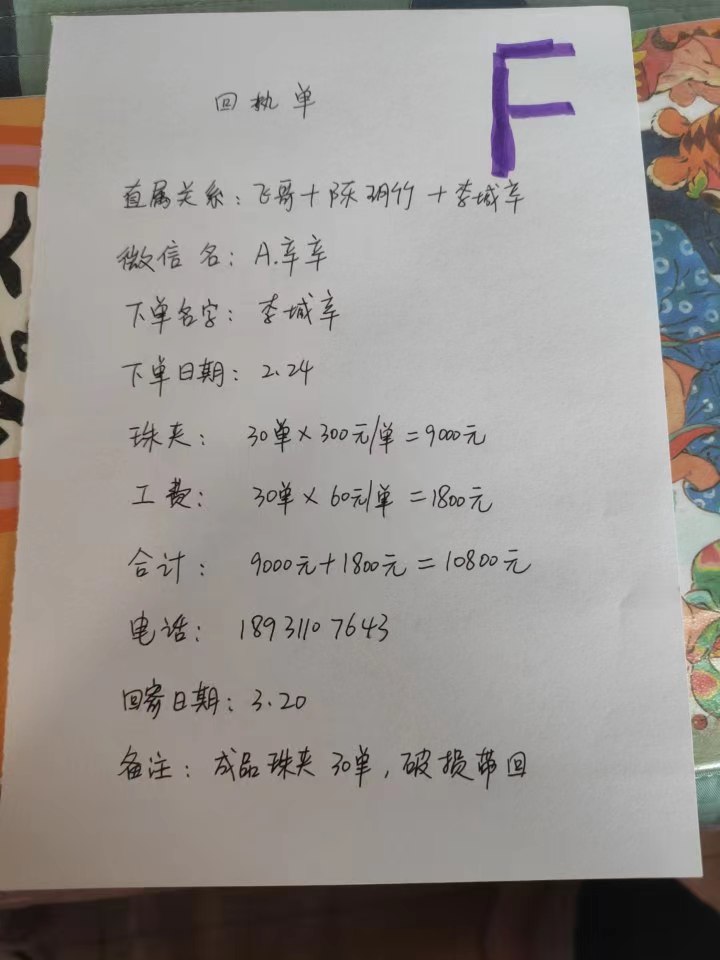 F
回执单
直属关系：飞哥＋陈玥竹＋李城辛
微信名：A.辛辛
下单名字：李城辛
下单日期：2.24
珠夹：30单×300元/单＝9000元
工费：30单×60元/单＝1800元
合计：9000元＋1800元＝10800元
电话：18931107643
回寄日期：3.20
备注：成品珠夹30单，破损带回